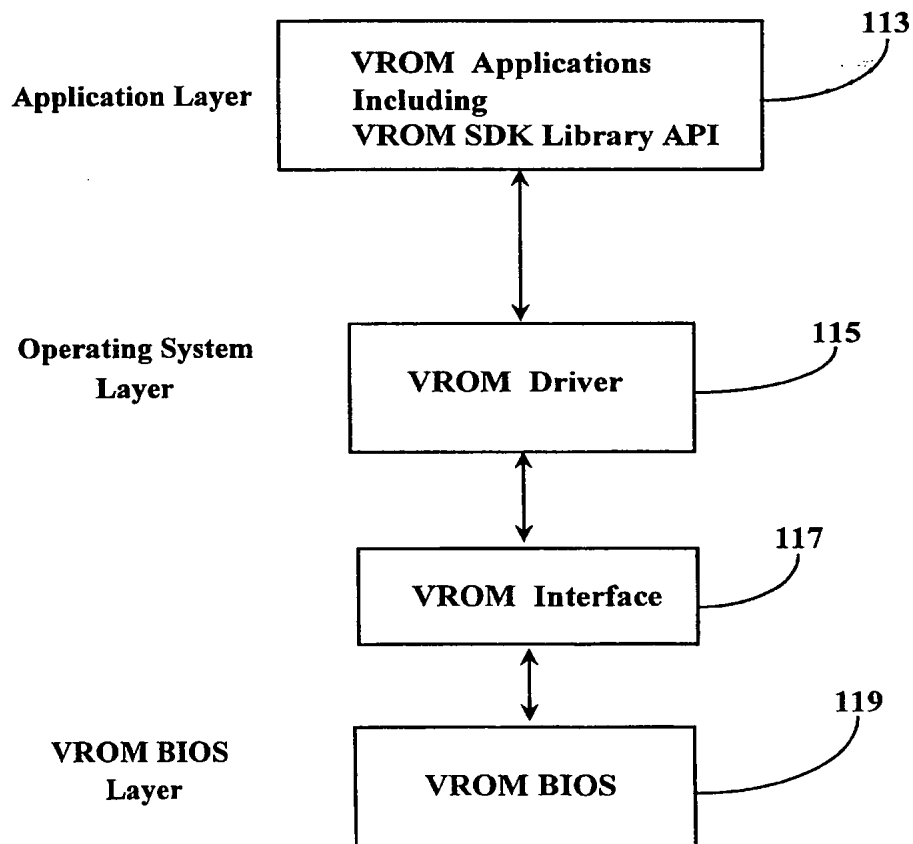 113
VROM Applications
Including
VROM SDK Library API
Application Layer
115
Operating System
Layer
VROM Driver
117
VROM Interface
119
VROM BIOS
Layer
VROM BIOS